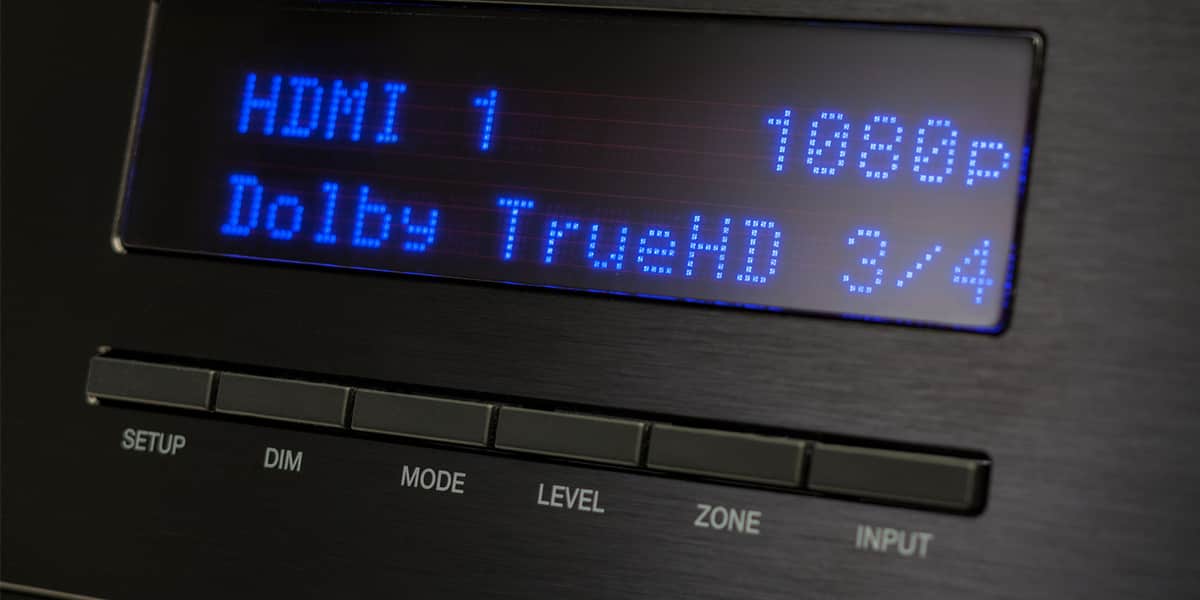 HDMI 1 1080p
Dolby TrueHD 3/4
SETUP DIM MODE LEVEL ZONE INPUT